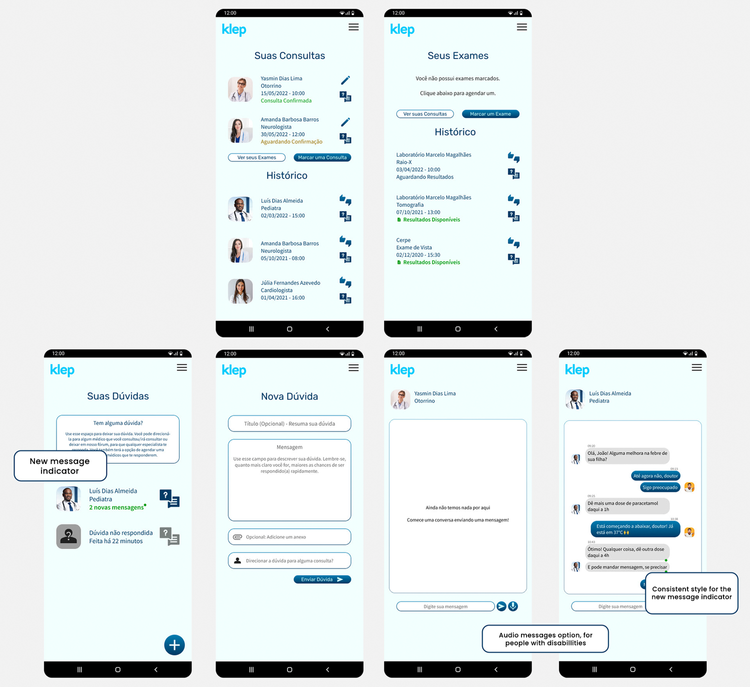 12:00
klep
Suas Consultas
Yasmin Dias Lima
Otorrino
15/05/2022 - 10:00
Consulta Confirmada
Amanda Barbosa Barros
Neurologista
30/05/2022 - 12:00
Aguardando Confirmação
Ver seus Exames
Marcar uma Consulta
Histórico
Luís Dias Almeida
Pediatra
02/03/2022 - 15:00
Amanda Barbosa Barros
Neurologista
05/10/2021 - 08:00
Júlia Fernandes Azevedo
Cardiologista
01/04/2021 - 16:00
12:00
klep
Seus Exames
Você não possui exames marcados.
Clique abaixo para agendar um.
Ver suas Consultas
Marcar um Exame
Histórico
Laboratório Marcelo Magalhães
Raio-X
03/04/2022 - 10:00
Aguardando Resultados
Laboratório Marcelo Magalhães
Tomografia
07/10/2021 - 13:00
Resultados Disponíveis
Cerpe
Exame de Vista
02/12/2020 - 15:30
Resultados Disponíveis
12:00
klep
Suas Dúvidas
Tem alguma dúvida?
Use esse espaço para deixar sua dúvida. Você pode direcioná-
la para algum médico que você consultou/irá consultar ou
deixar em nosso fórum, para que qualquer especialista te
New message
indicator
Luís Dias Almeida
Pediatra
2 novas mensagens
Dúvida não respondida
Feita há 22 minutos
12:00
klep
Nova Dúvida
Título (Opcional) - Resuma sua dúvida
Mensagem
Use esse campo para descrever sua dúvida. Lembre-se,
quanto mais claro você for, maiores as chances de ser
respondido(a) rapidamente.
Opcional: Adicione um anexo
Direcionar a dúvida para alguma consulta?
Enviar Dúvida
12:00
klep
Yasmin Dias Lima
Otorrino
Ainda não temos nada por aqui
Comece uma conversa enviando uma mensagem!
Digite sua mensagem
Audio messages option, for
people with disabillities
12:00
klep
Luís Dias Almeida
Pediatra
Olá, João! Alguma melhora na febre de
sua filha?
Até agora não, doutor
Sigo preocupado
Dê mais uma dose de paracetamol
daqui a 1h
Está começando a abaixar, doutor! Já
está em 37°C
Ótimo! Qualquer coisa, dê outra dose
daqui a 4h
E pode mandar mensagem, se precisar
Digite sua mensagem
Consistent style for the
new message indicator